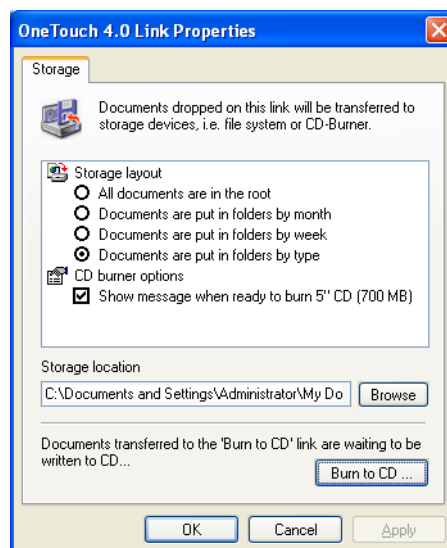 OneTouch 4.0 Link Properties
Storage
Documents dropped on this link will be transferred to
storage devices, i.e. file system or CD-Burner.
Storage layout
All documents are in the root
Documents are put in folders by month
Documents are put in folders by week
Documents are put in folders by type
CD burner options
Show message when ready to burn 5" CD (700 MB)
Storage location
C:\Documents and Settings\Administrator\My Do
Browse
Documents transferred to the 'Burn to CD' link are waiting to be
written to CD...
Burn to CD ...
OK Cancel Apply